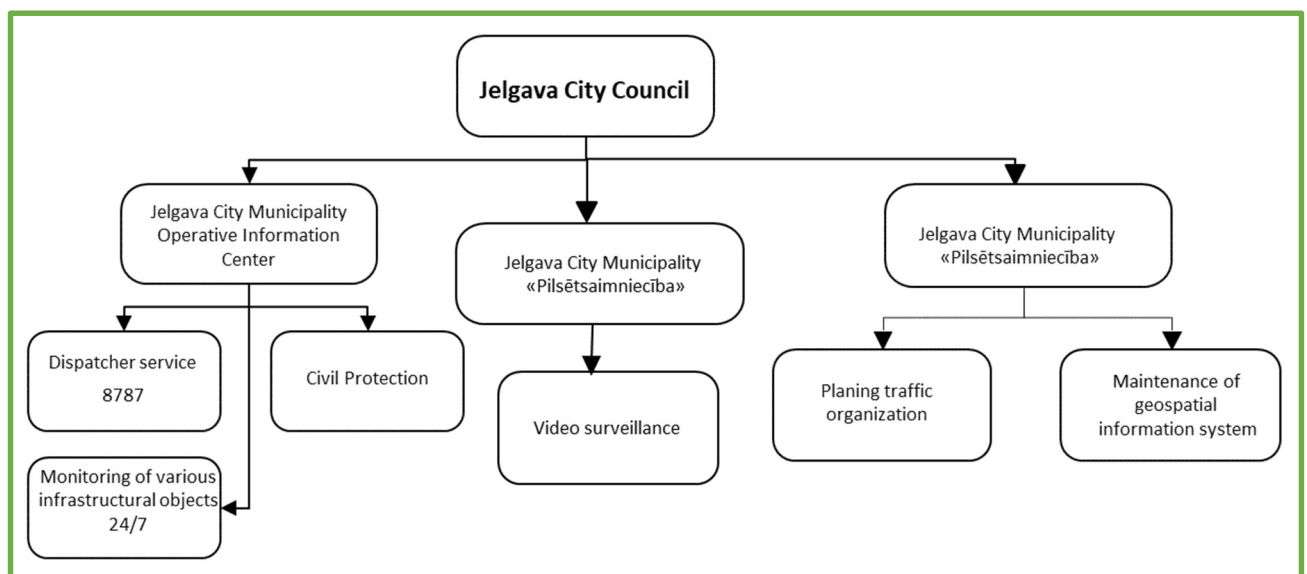 Jelgava City Council
Jelgava City Municipality
Operative Information
Center
Jelgava City Municipality
«Pilsētsaimniecība»
Jelgava City Municipality
«Pilsētsaimniecība»
Dispatcher service
8787
Civil Protection
Monitoring of various
infrastructural objects
24/7
Video surveillance
Planing traffic
organization
Maintenance of
geospatial
information system